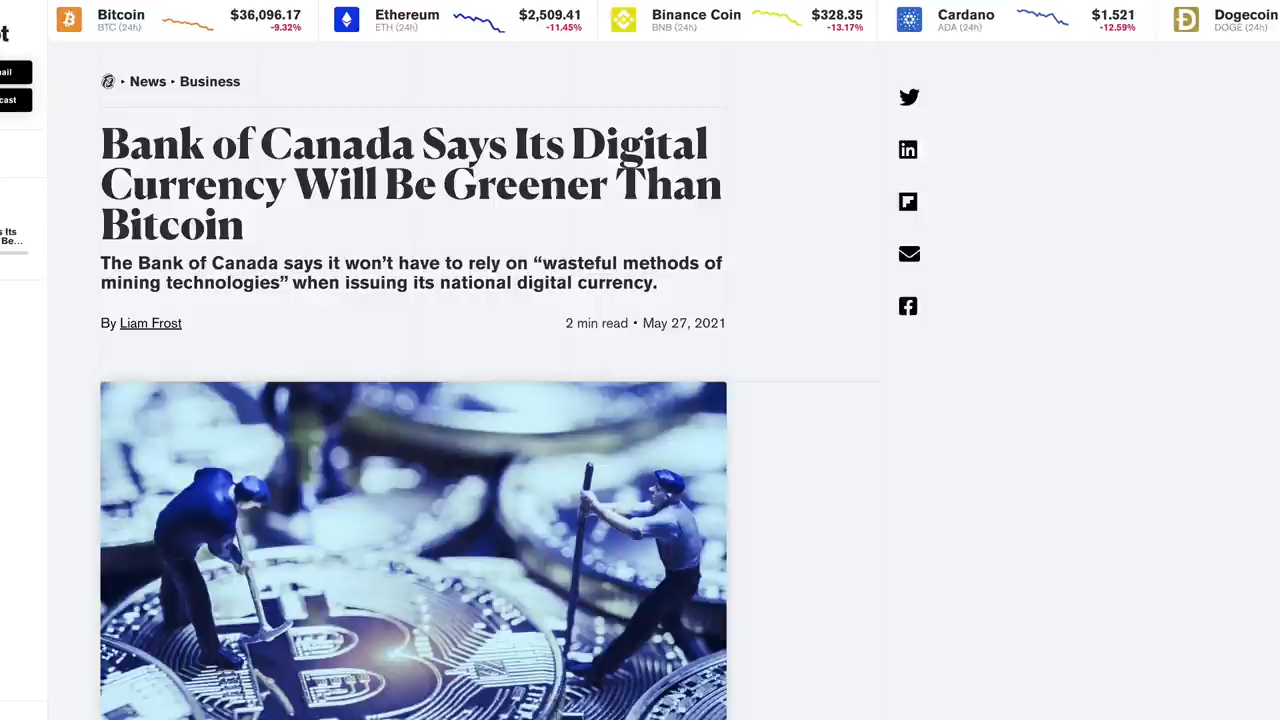 Bitcoin $36,096.17
BTC (24h) -9.32%
Ethereum $2,509.41
ETH (24h) -11.45%
Binance Coin $328.35
BNB (24h) -13.17%
Cardano $1.521
ADA (24h) -12.59%
Dogecoin
DOGE (24h)
t
ail
cast
s Its
Be...
News ‣ Business
Bank of Canada Says Its Digital
Currency Will Be Greener Than
Bitcoin
The Bank of Canada says it won’t have to rely on “wasteful methods of
mining technologies” when issuing its national digital currency.
By Liam Frost 2 min read • May 27, 2021